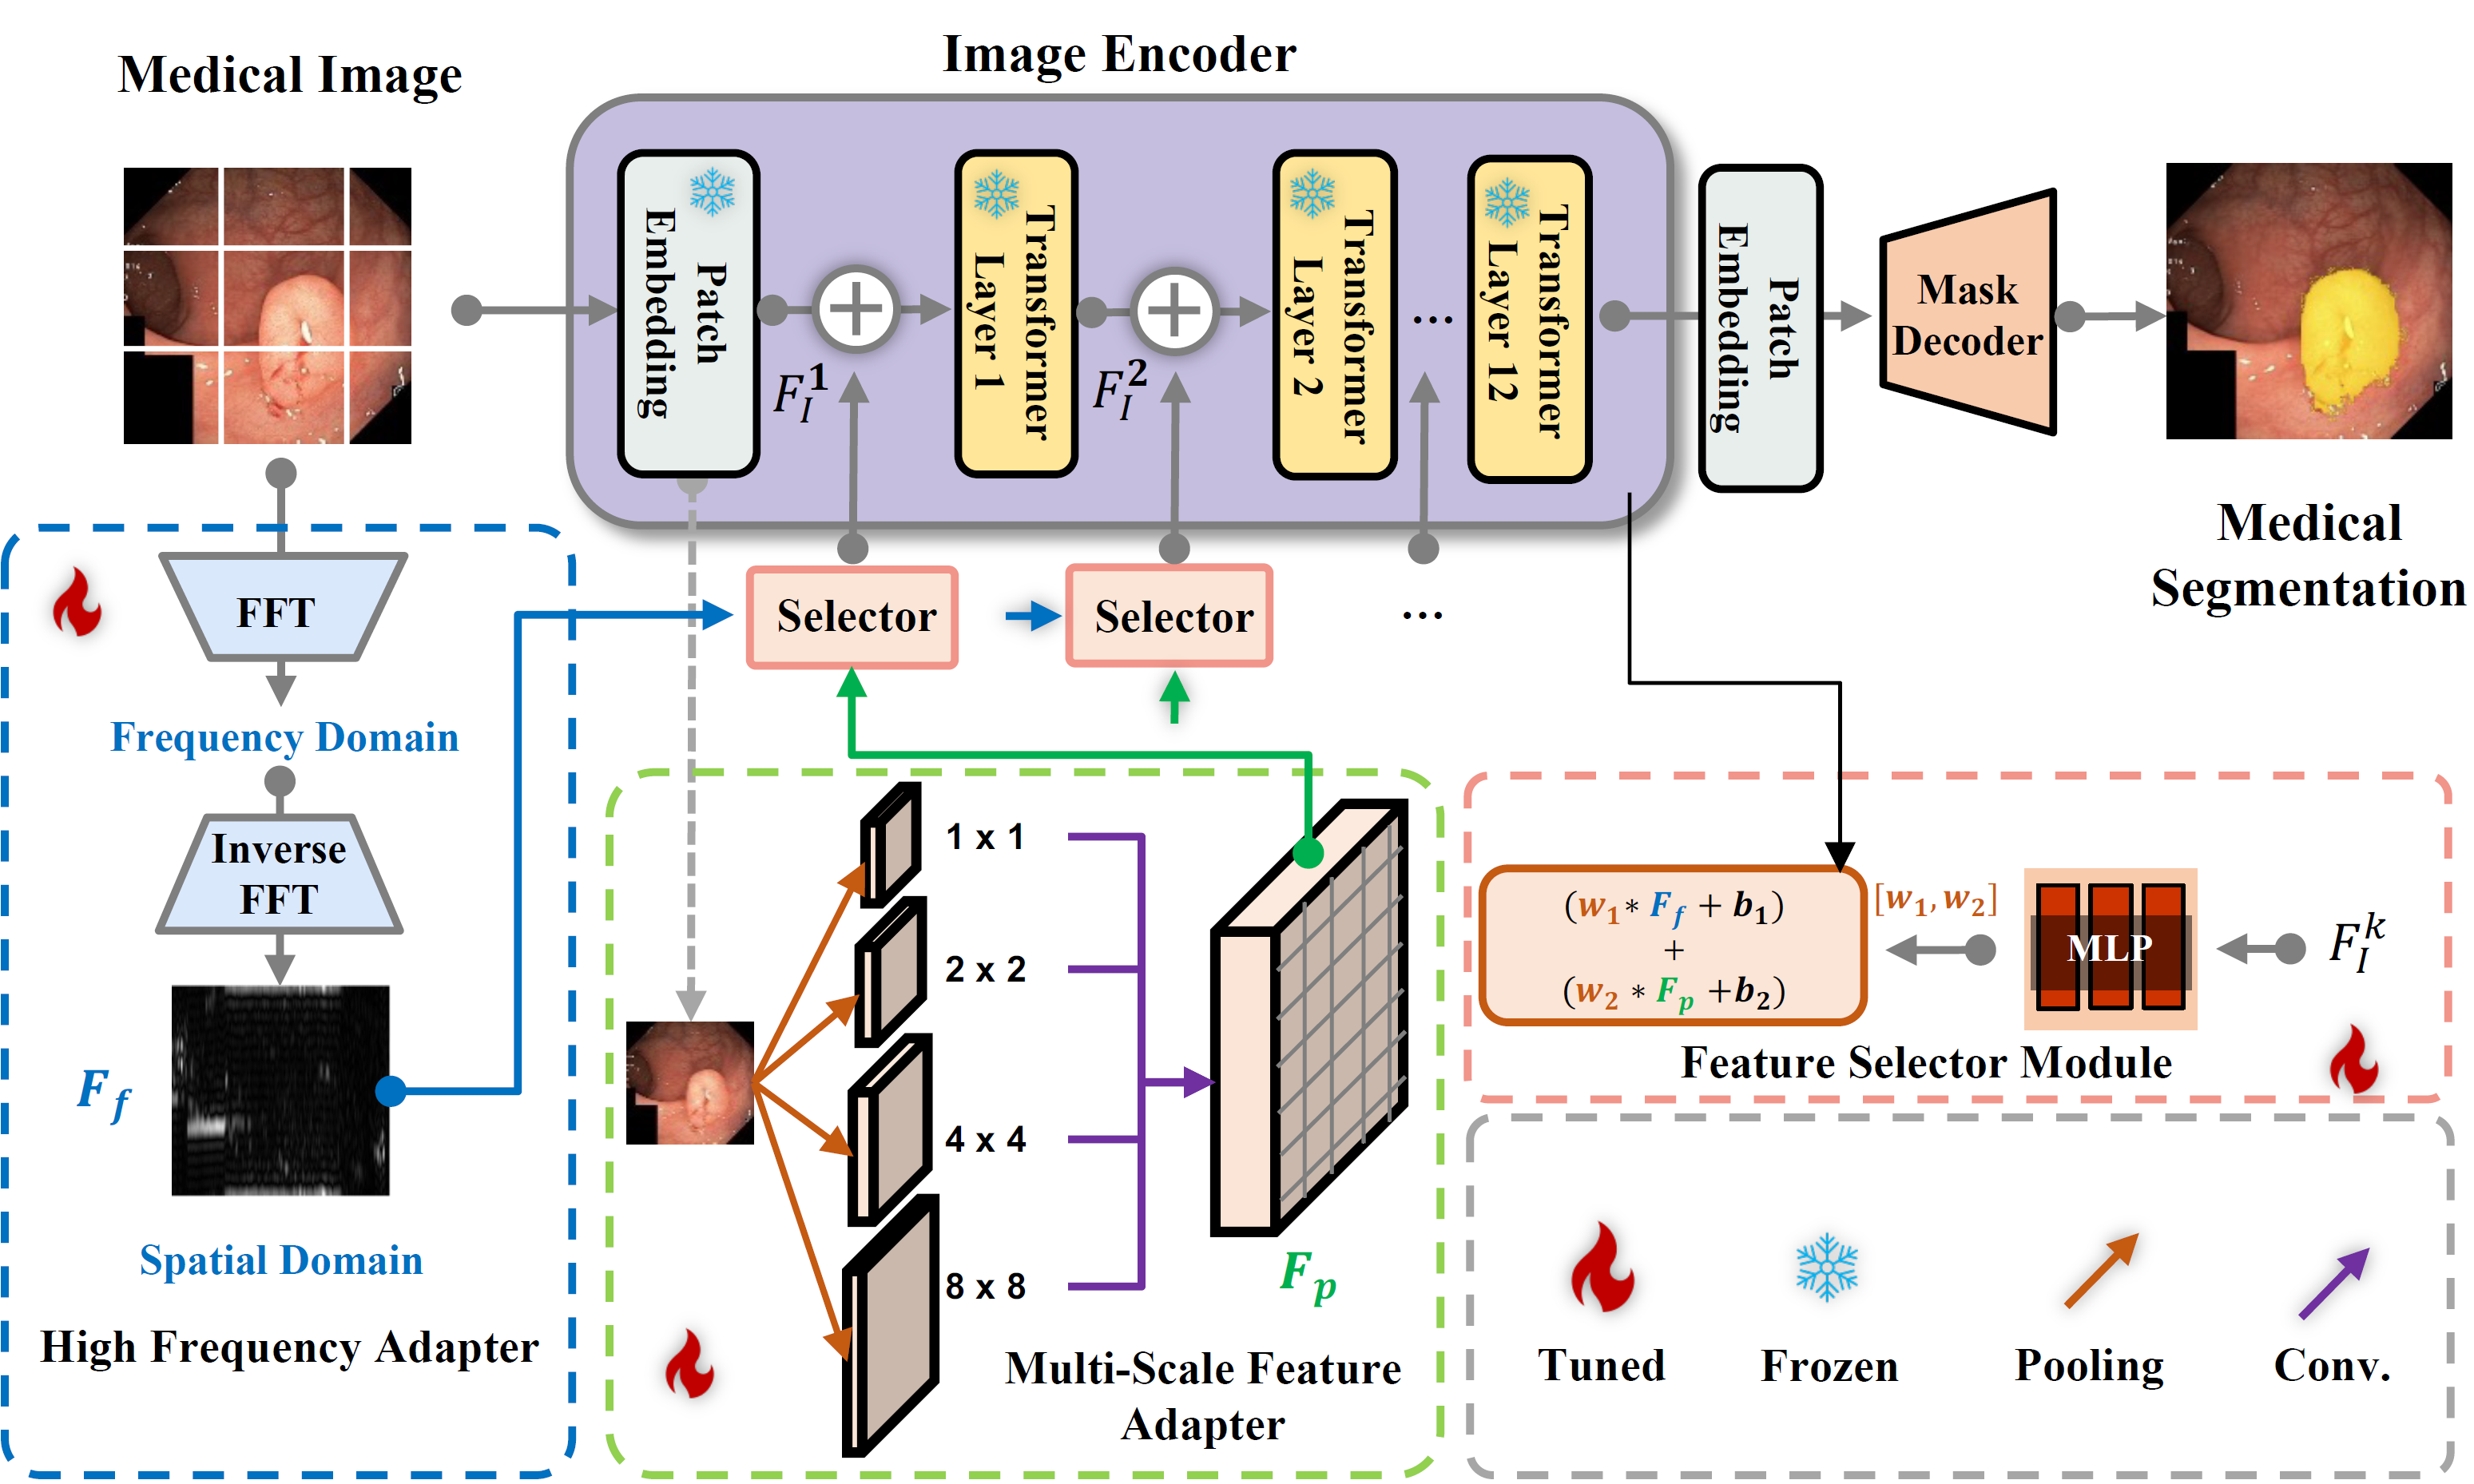 Medical Image
Image Encoder
Patch
Embedding
F_I^1
Transformer
Layer 1
F_I^2
Transformer
Layer 2
...
Transformer
Layer 12
Patch
Embedding
Mask
Decoder
Medical
Segmentation
FFT
Frequency Domain
Inverse
FFT
F_f
Spatial Domain
High Frequency Adapter
Selector
Selector
...
1 x 1
2 x 2
4 x 4
8 x 8
F_p
Multi-Scale Feature
Adapter
(w_1 * F_f + b_1)
+
(w_2 * F_p + b_2)
[w_1, w_2]
MLP
F_I^k
Feature Selector Module
Tuned
Frozen
Pooling
Conv.